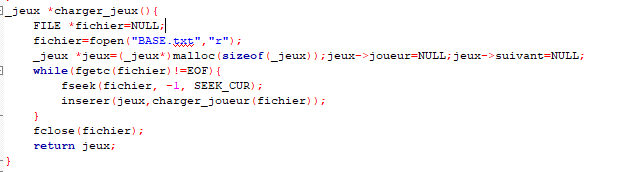 _jeux *charger_jeux(){
FILE *fichier=NULL;
fichier=fopen("BASE.txt","r");
_jeux *jeux=(_jeux*)malloc(sizeof(_jeux));jeux->joueur=NULL;jeux->suivant=NULL;
while(fgetc(fichier)!=EOF){
fseek(fichier, -1, SEEK_CUR);
inserer(jeux,charger_joueur(fichier));
}
fclose(fichier);
return jeux;
}